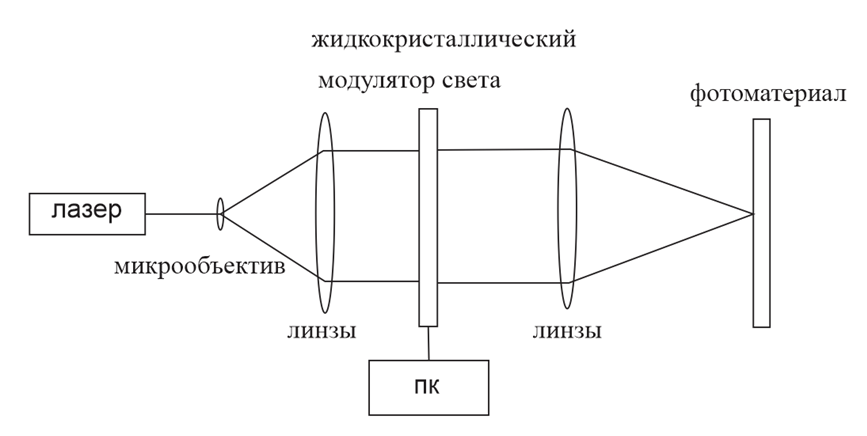 жидкокристаллический
модулятор света
фотоматериал
лазер
микрообъектив
линзы
линзы
пк